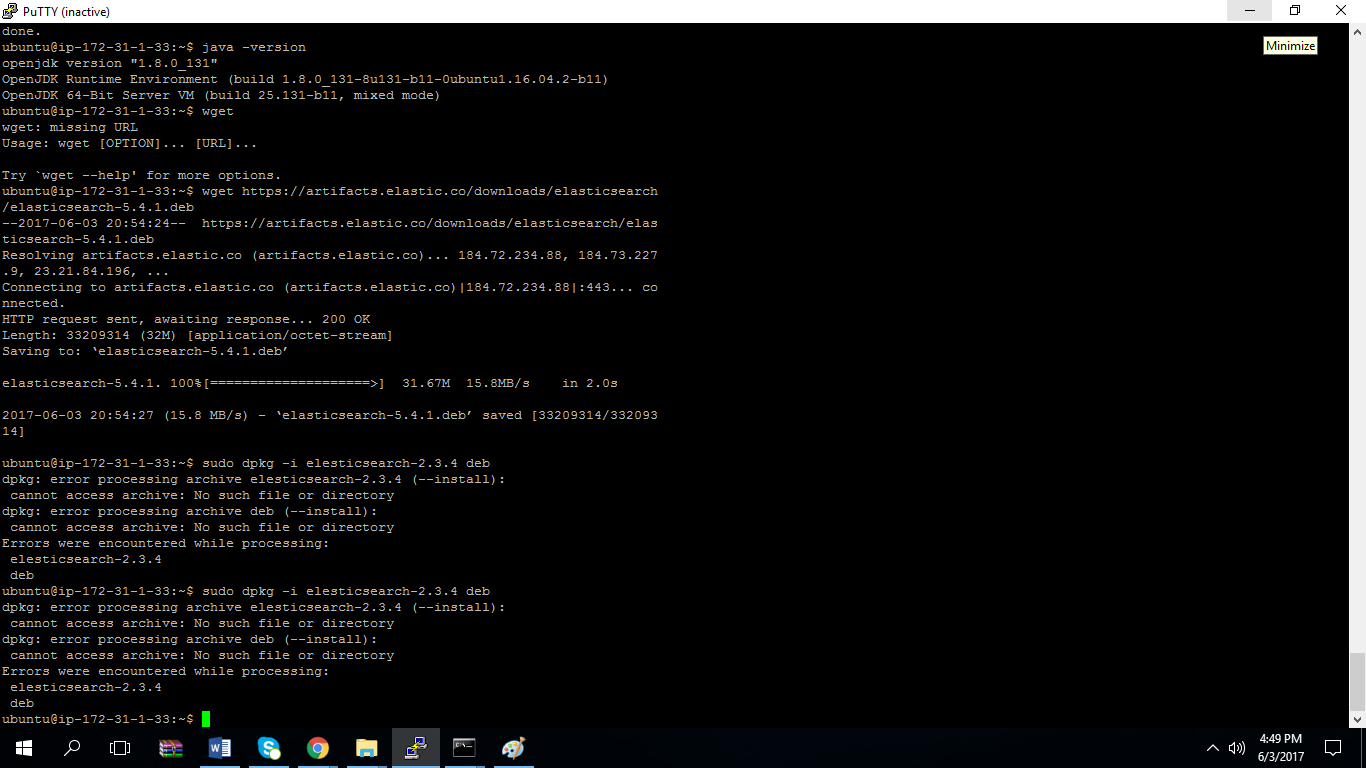 PuTTY (inactive)
Minimize
done.
ubuntu@ip-172-31-1-33:~$ java -version
openjdk version "1.8.0_131"
OpenJDK Runtime Environment (build 1.8.0_131-8u131-b11-0ubuntu1.16.04.2-b11)
OpenJDK 64-Bit Server VM (build 25.131-b11, mixed mode)
ubuntu@ip-172-31-1-33:~$ wget
wget: missing URL
Usage: wget [OPTION]... [URL]...
Try `wget --help' for more options.
ubuntu@ip-172-31-1-33:~$ wget https://artifacts.elastic.co/downloads/elasticsearch
/elasticsearch-5.4.1.deb
--2017-06-03 20:54:24--  https://artifacts.elastic.co/downloads/elasticsearch/elas
ticsearch-5.4.1.deb
Resolving artifacts.elastic.co (artifacts.elastic.co)... 184.72.234.88, 184.73.227
.9, 23.21.84.196, ...
Connecting to artifacts.elastic.co (artifacts.elastic.co)|184.72.234.88|:443... co
nnected.
HTTP request sent, awaiting response... 200 OK
Length: 33209314 (32M) [application/octet-stream]
Saving to: ‘elasticsearch-5.4.1.deb’
elasticsearch-5.4.1. 100%[====================>]  31.67M  15.8MB/s    in 2.0s
2017-06-03 20:54:27 (15.8 MB/s) - ‘elasticsearch-5.4.1.deb’ saved [33209314/332093
14]
ubuntu@ip-172-31-1-33:~$ sudo dpkg -i elesticsearch-2.3.4 deb
dpkg: error processing archive elesticsearch-2.3.4 (--install):
 cannot access archive: No such file or directory
dpkg: error processing archive deb (--install):
 cannot access archive: No such file or directory
Errors were encountered while processing:
 elesticsearch-2.3.4
 deb
ubuntu@ip-172-31-1-33:~$ sudo dpkg -i elesticsearch-2.3.4 deb
dpkg: error processing archive elesticsearch-2.3.4 (--install):
 cannot access archive: No such file or directory
dpkg: error processing archive deb (--install):
 cannot access archive: No such file or directory
Errors were encountered while processing:
 elesticsearch-2.3.4
 deb
ubuntu@ip-172-31-1-33:~$
4:49 PM
6/3/2017